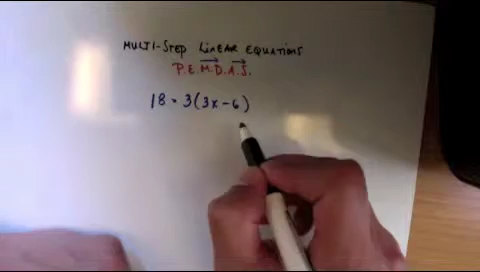 MULTI-STEP LINEAR EQUATIONS
P.E.M.D.A.S.
18 = 3(3x - 6)